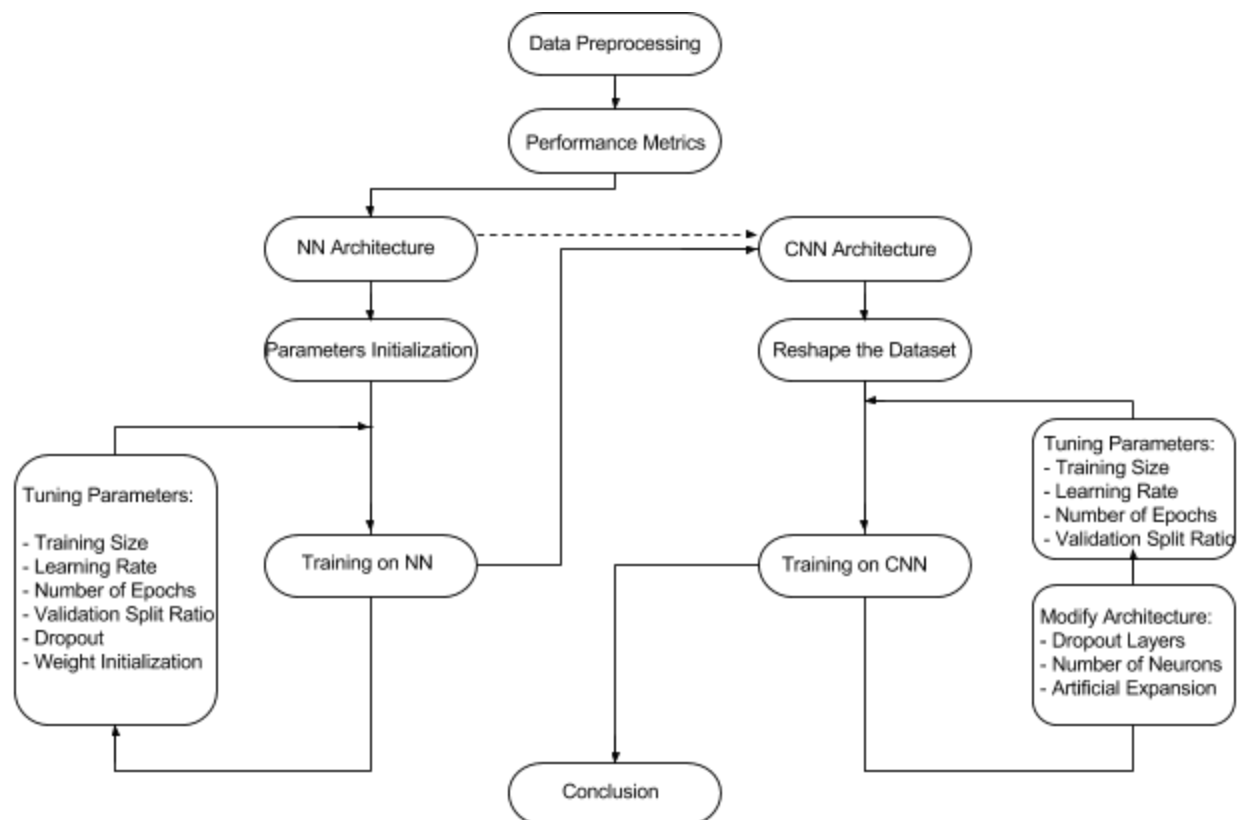 Data Preprocessing
Performance Metrics
NN Architecture
CNN Architecture
Parameters Initialization
Reshape the Dataset
Tuning Parameters:
- Training Size
- Learning Rate
- Number of Epochs
- Validation Split Ratio
- Dropout
- Weight Initialization
Training on NN
Training on CNN
Tuning Parameters:
- Training Size
- Learning Rate
- Number of Epochs
- Validation Split Ratio
Modify Architecture:
- Dropout Layers
- Number of Neurons
- Artificial Expansion
Conclusion